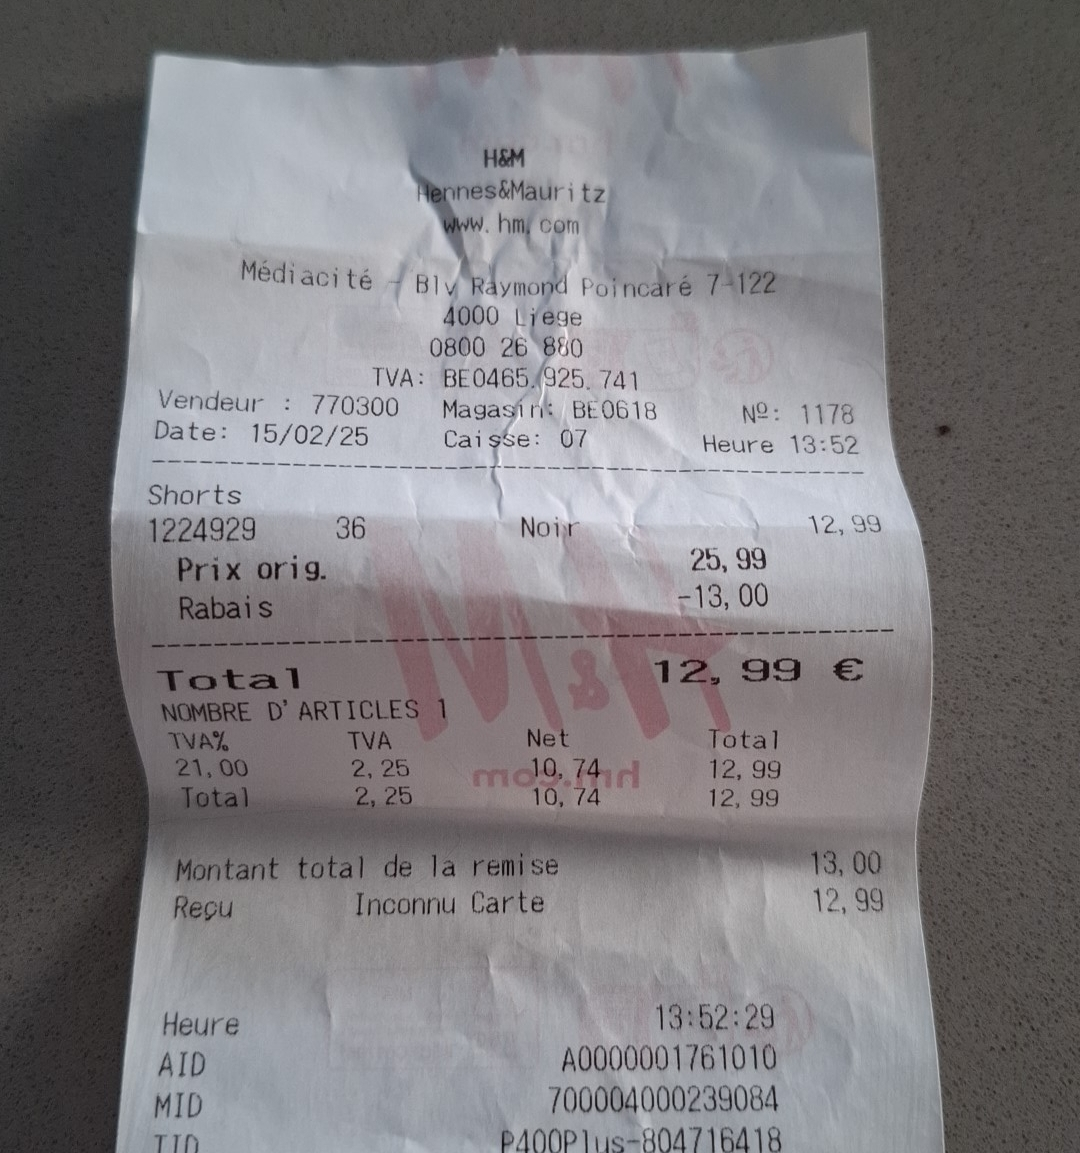 H&M
Hennes&Mauritz
www.hm.com
Médiacité - Blv Raymond Poincaré 7-122
4000 Liege
0800 26 880
TVA: BE0465.925.741
Vendeur : 770300 Magasin: BE0618 Nº: 1178
Date: 15/02/25 Caisse: 07 Heure 13:52
Shorts
1224929 36 Noir 12,99
Prix orig. 25,99
Rabais -13,00
Total 12,99 €
NOMBRE D'ARTICLES 1
TVA% TVA Net Total
21,00 2,25 10,74 12,99
Total 2,25 10,74 12,99
Montant total de la remise 13,00
Reçu Inconnu Carte 12,99
Heure 13:52:29
AID A0000001761010
MID 700004000239084
TID P400Plus-804716418
H&M
hm.com